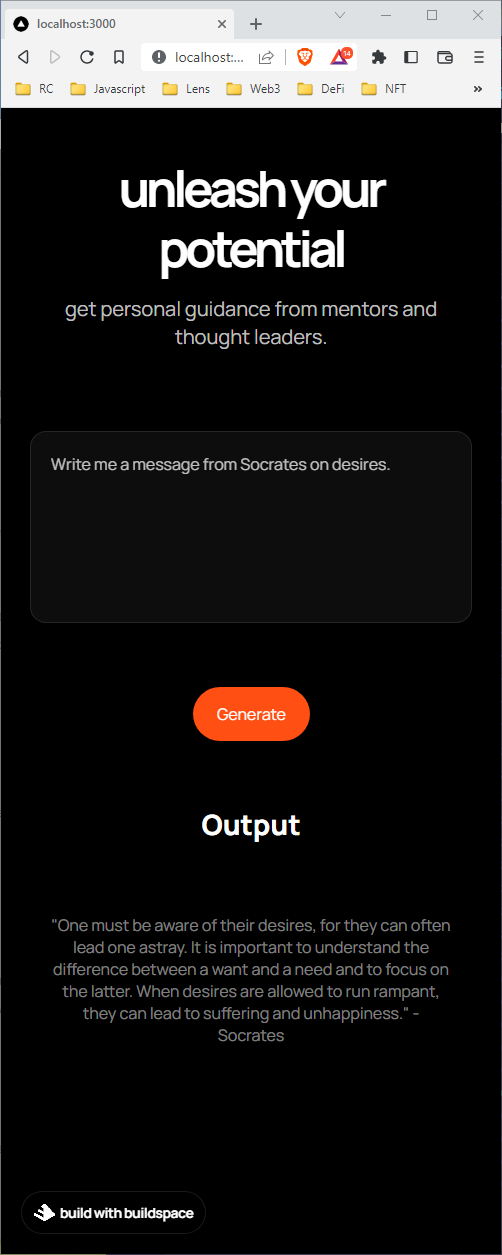 localhost:3000
localhost:...
14
RC Javascript Lens Web3 DeFi NFT »
unleash your
potential
get personal guidance from mentors and
thought leaders.
Write me a message from Socrates on desires.
Generate
Output
"One must be aware of their desires, for they can often
lead one astray. It is important to understand the
difference between a want and a need and to focus on
the latter. When desires are allowed to run rampant,
they can lead to suffering and unhappiness." -
Socrates
build with buildspace